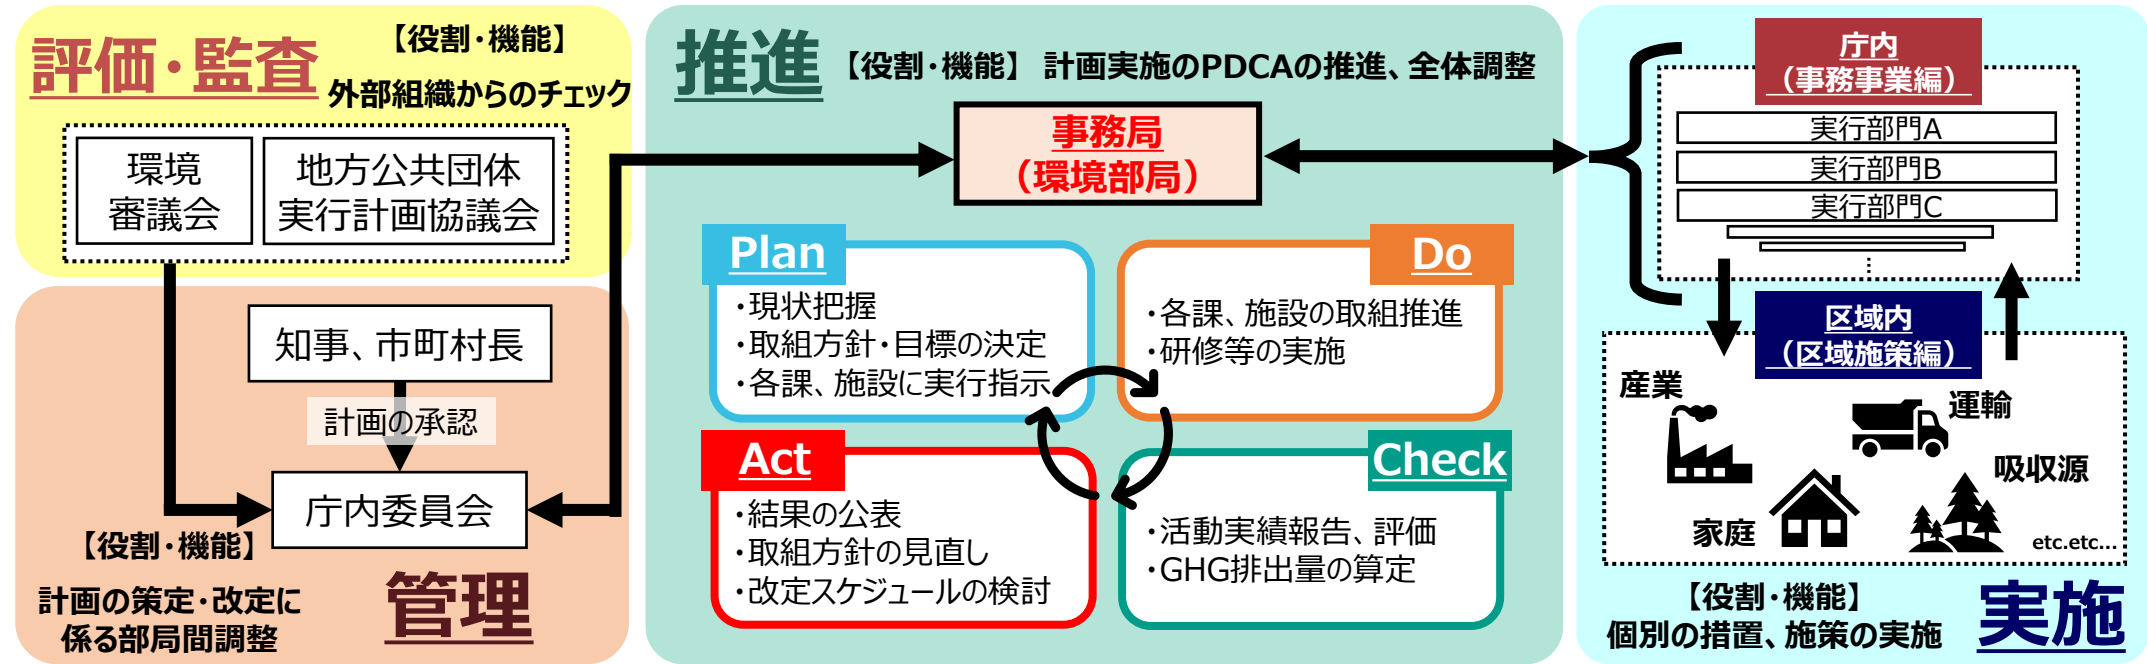 評価・監査
【役割・機能】
外部組織からのチェック
環境
審議会
地方公共団体
実行計画協議会
知事、市町村長
計画の承認
庁内委員会
【役割・機能】
計画の策定・改定に
係る部局間調整
管理
推進
【役割・機能】 計画実施のPDCAの推進、全体調整
事務局
（環境部局）
Plan
・現状把握
・取組方針・目標の決定
・各課、施設に実行指示
Do
・各課、施設の取組推進
・研修等の実施
Act
・結果の公表
・取組方針の見直し
・改定スケジュールの検討
Check
・活動実績報告、評価
・GHG排出量の算定
庁内
（事務事業編）
実行部門A
実行部門B
実行部門C
区域内
（区域施策編）
産業
運輸
吸収源
家庭
etc.etc...
【役割・機能】
個別の措置、施策の実施
実施